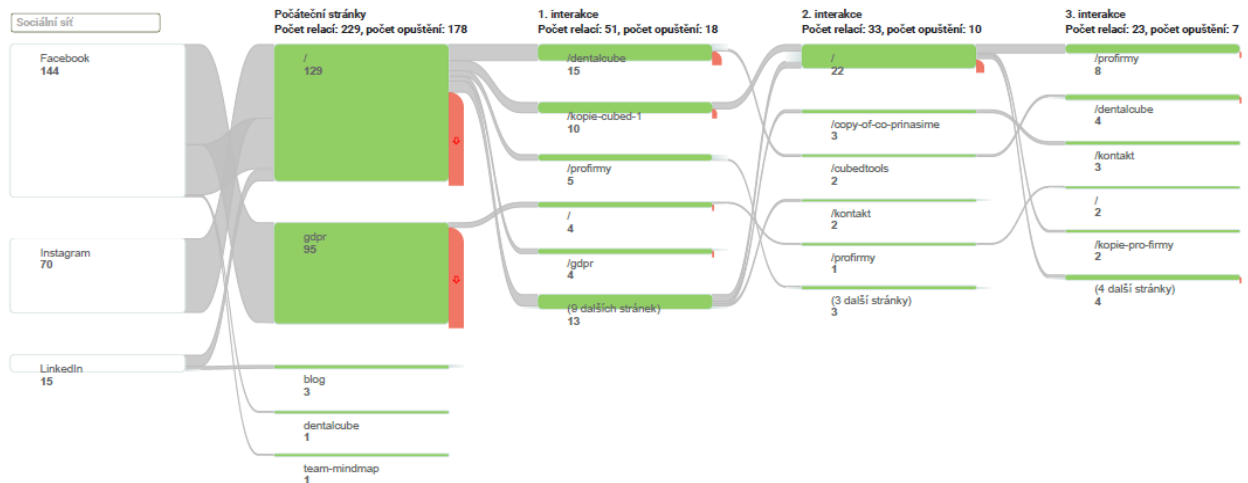 Sociální síť
Facebook
144
Instagram
70
LinkedIn
15
Počáteční stránky
Počet relací: 229, počet opuštění: 178
/
129
gdpr
95
blog
3
dentalcube
1
team-mindmap
1
1. interakce
Počet relací: 51, počet opuštění: 18
/dentalcube
15
/kopie-cubed-1
10
/profirmy
5
/
4
/gdpr
4
(9 dalších stránek)
13
2. interakce
Počet relací: 33, počet opuštění: 10
/
22
/copy-of-co-prinasime
3
/cubedtools
2
/kontakt
2
/profirmy
1
(3 další stránky)
3
3. interakce
Počet relací: 23, počet opuštění: 7
/profirmy
8
/dentalcube
4
/kontakt
3
/
2
/kopie-pro-firmy
2
(4 další stránky)
4